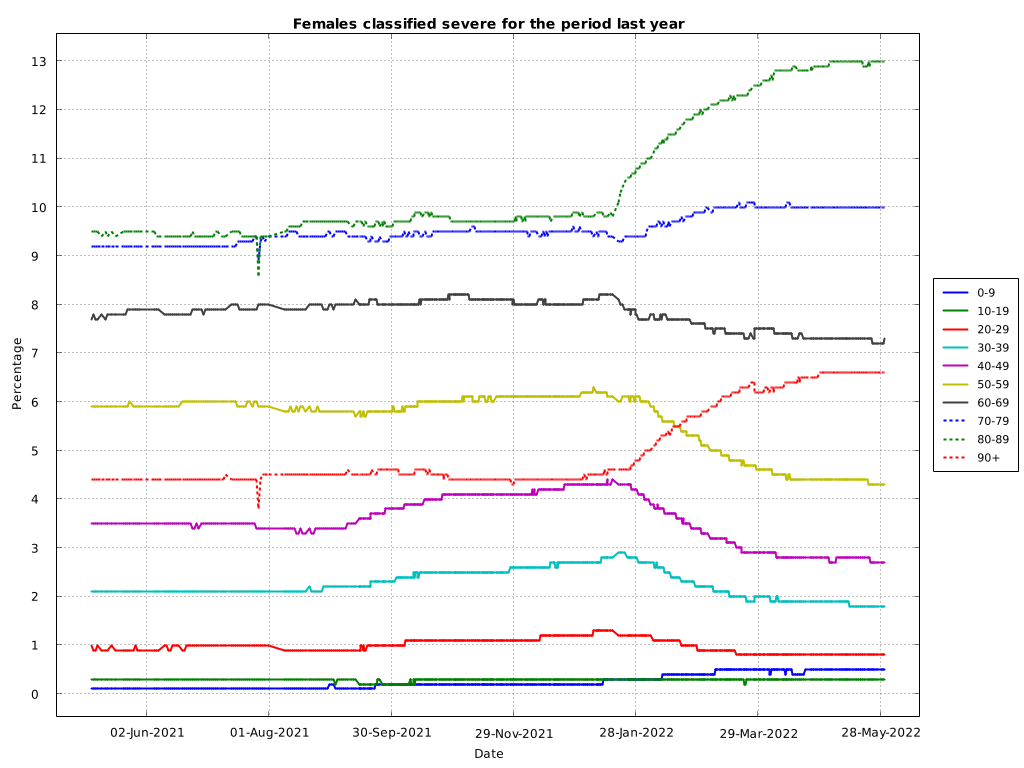 Females classified severe for the period last year
13
12
11
10
9
8
7
6
5
4
3
2
1
0
Percentage
02-Jun-2021
01-Aug-2021
30-Sep-2021
29-Nov-2021
28-Jan-2022
29-Mar-2022
28-May-2022
Date
0-9
10-19
20-29
30-39
40-49
50-59
60-69
70-79
80-89
90+